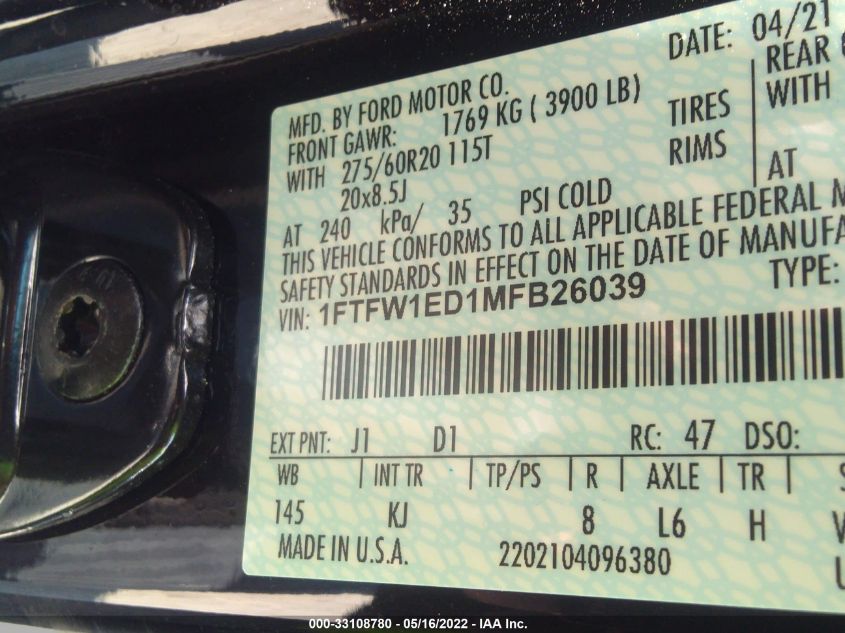 DATE: 04/21
MFD. BY FORD MOTOR CO.
FRONT GAWR: 1769 KG ( 3900 LB)
REAR
WITH 275/60R20 115T TIRES WITH
20x8.5J RIMS
AT 240 kPa/ 35 PSI COLD AT
THIS VEHICLE CONFORMS TO ALL APPLICABLE FEDERAL
SAFETY STANDARDS IN EFFECT ON THE DATE OF
VIN: 1FTFW1ED1MFB26039 TYPE:
EXT PNT: J1 D1 RC: 47 DSO:
WB | INT TR | TP/PS | R | AXLE | TR |
145 KJ 8 L6 H
MADE IN U.S.A. 2202104096380
000-33108780 - 05/16/2022 - IAA Inc.